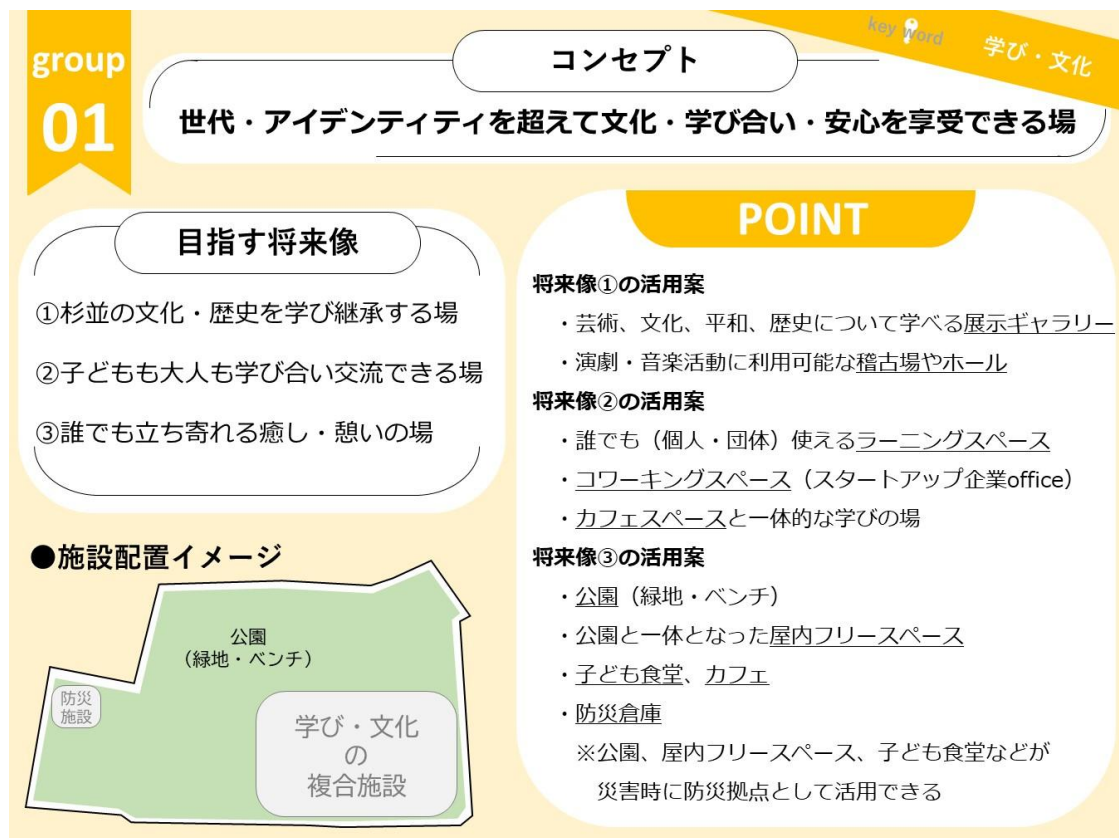 group
01
key word
学び・文化
コンセプト
世代・アイデンティティを超えて文化・学び合い・安心を享受できる場
目指す将来像
①杉並の文化・歴史を学び継承する場
②子どもも大人も学び合い交流できる場
③誰でも立ち寄れる癒し・憩いの場
●施設配置イメージ
公園
（緑地・ベンチ）
防災
施設
学び・文化
の
複合施設
POINT
将来像①の活用案
・芸術、文化、平和、歴史について学べる展示ギャラリー
・演劇・音楽活動に利用可能な稽古場やホール
将来像②の活用案
・誰でも（個人・団体）使えるラーニングスペース
・コワーキングスペース（スタートアップ企業office）
・カフェスペースと一体的な学びの場
将来像③の活用案
・公園（緑地・ベンチ）
・公園と一体となった屋内フリースペース
・子ども食堂、カフェ
・防災倉庫
※公園、屋内フリースペース、子ども食堂などが
災害時に防災拠点として活用できる